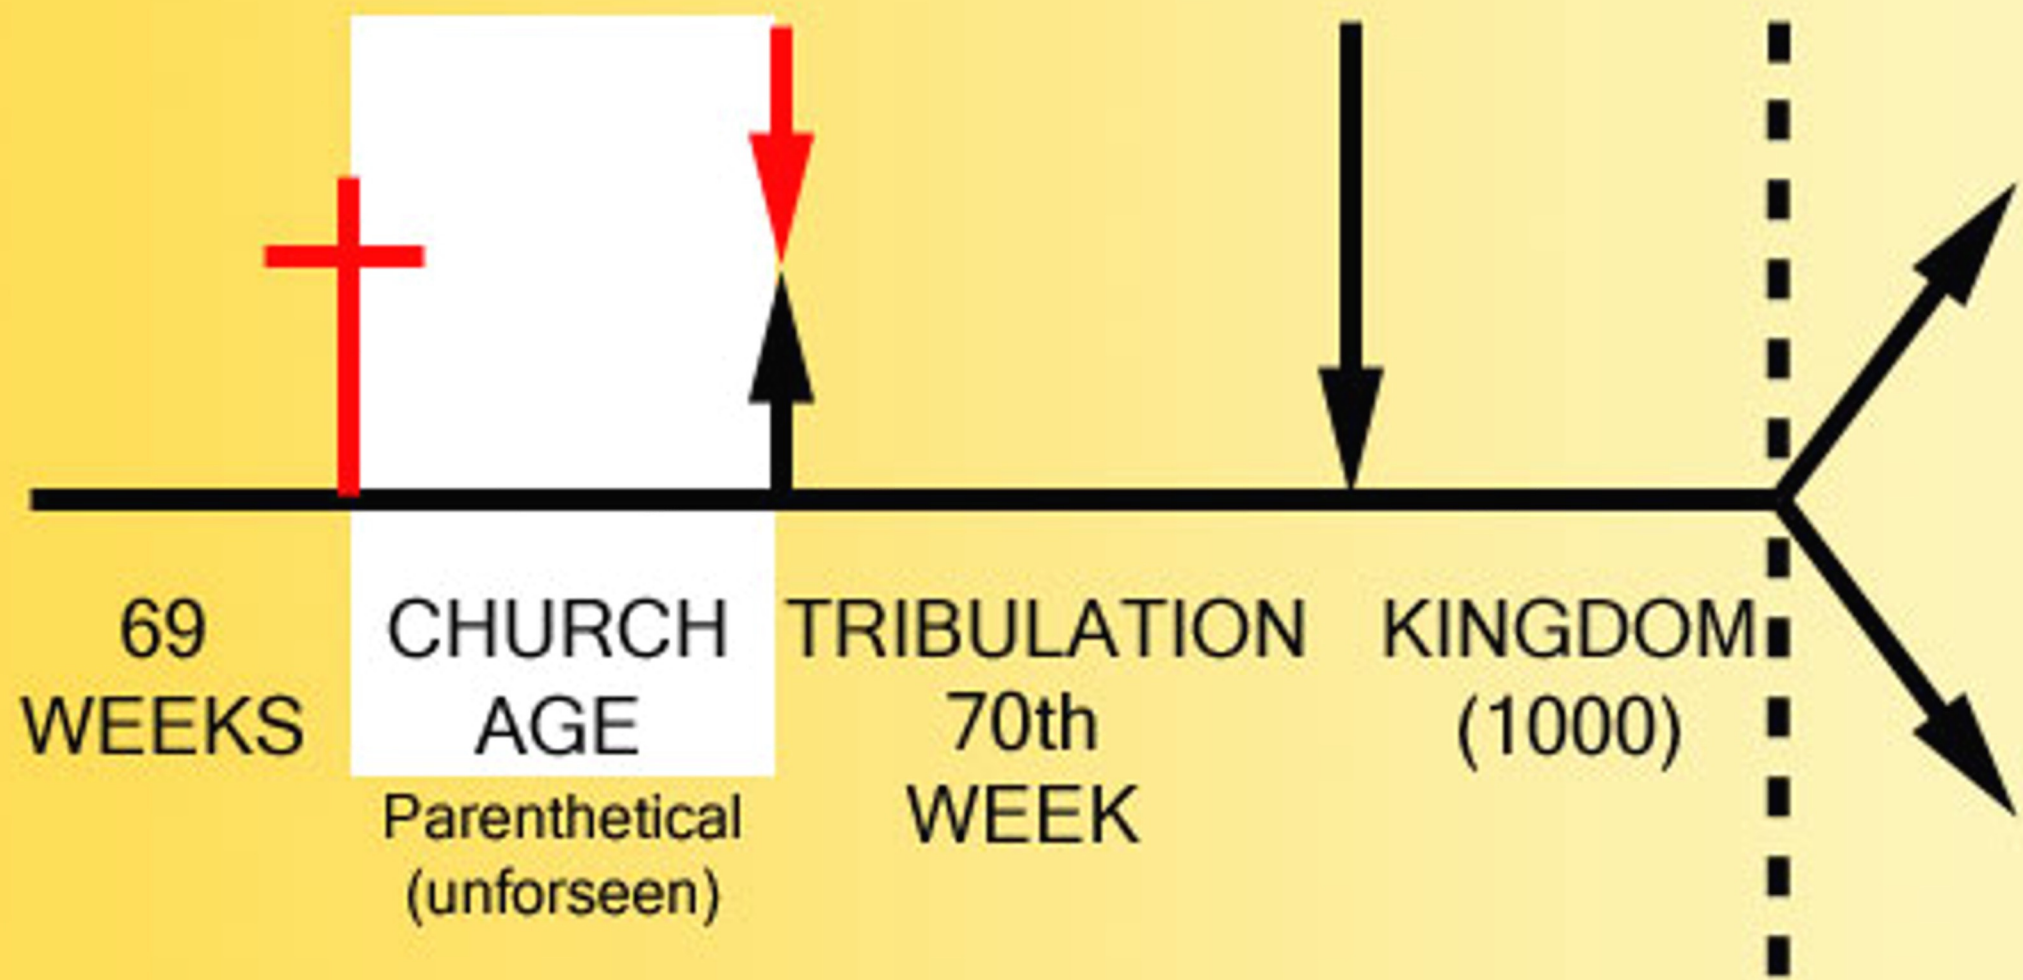 69
WEEKS
CHURCH
AGE
Parenthetical
(unforseen)
TRIBULATION
70th
WEEK
KINGDOM
(1000)